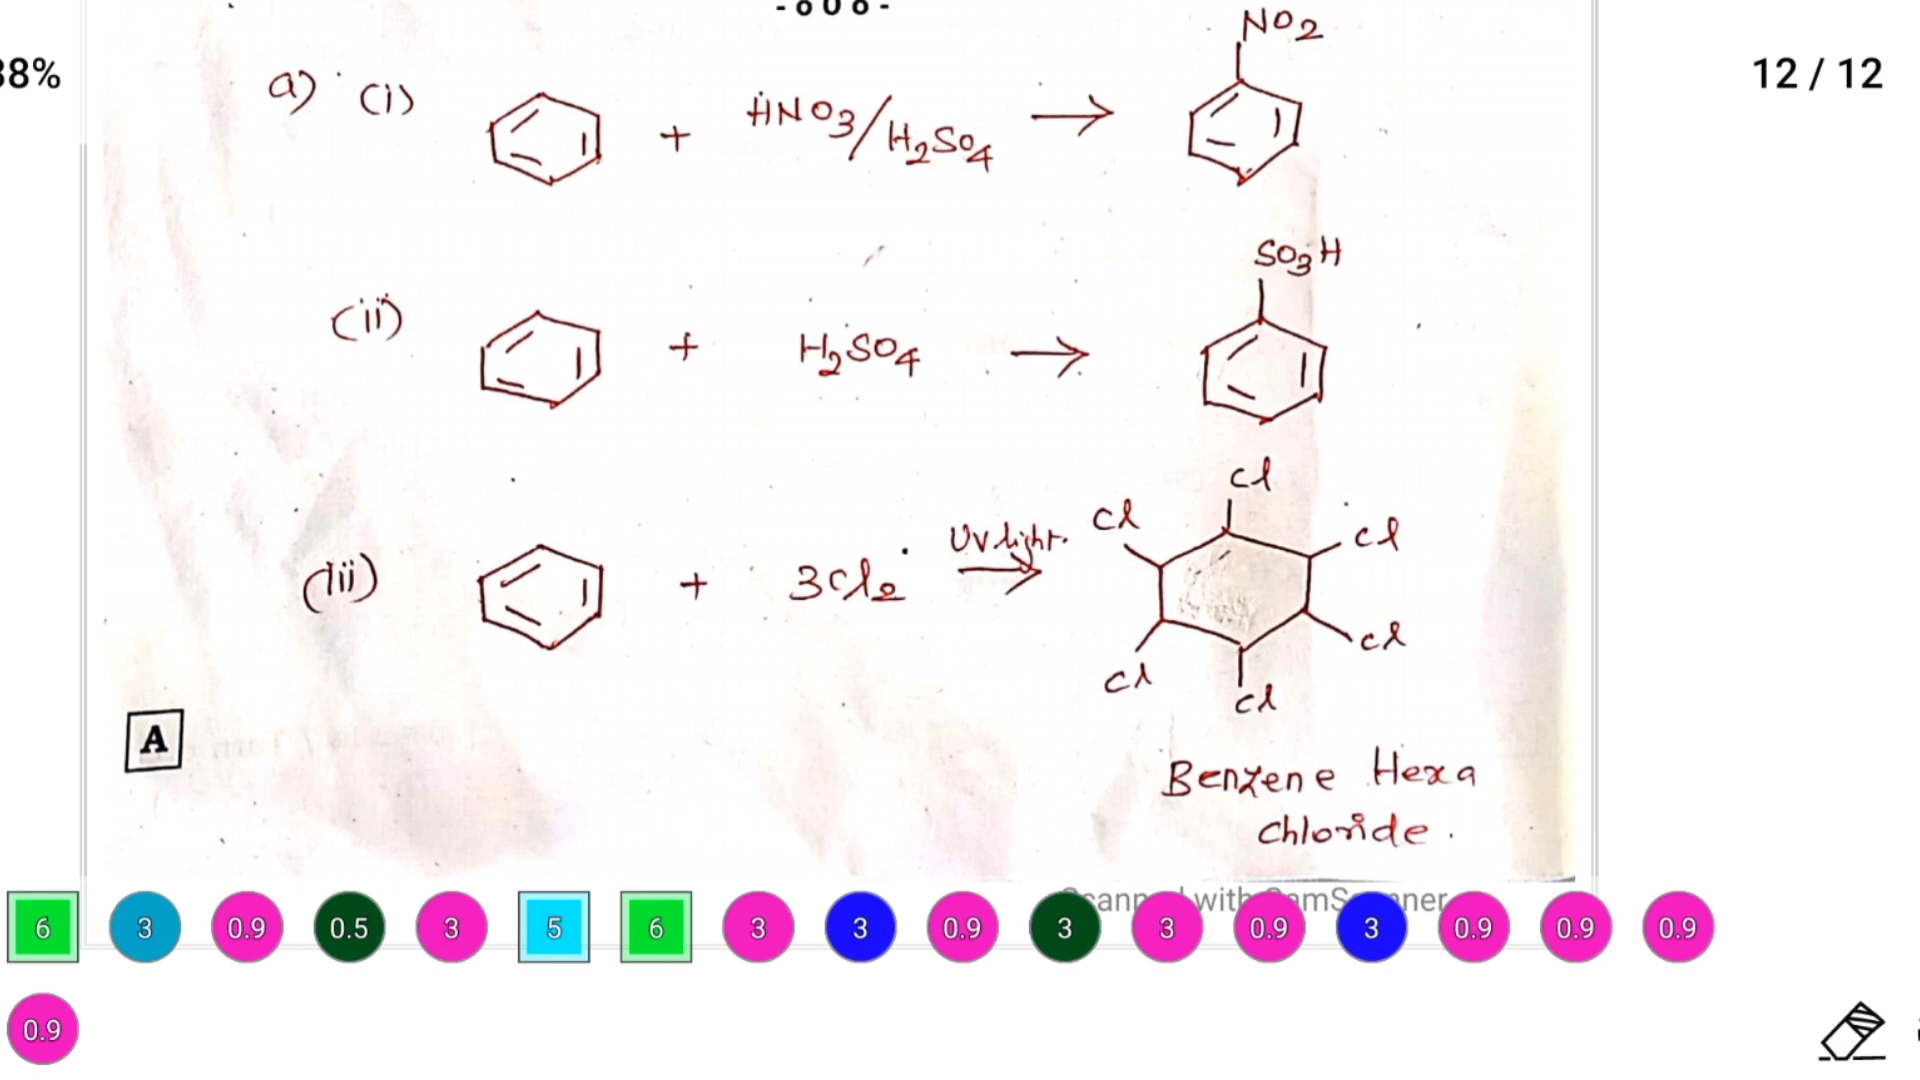 12 / 12
NO2
a) (i) + HNO3/H2SO4 →
SO3H
(ii) + H2SO4 →
Cl
Cl Cl
(iii) + 3Cl2 UV light →
Cl
Cl
Cl
A
Benzene Hexa
Chloride .
6 3 0.9 0.5 3 5 6 3 3 0.9 3 3 0.9 3 0.9 0.9 0.9
0.9